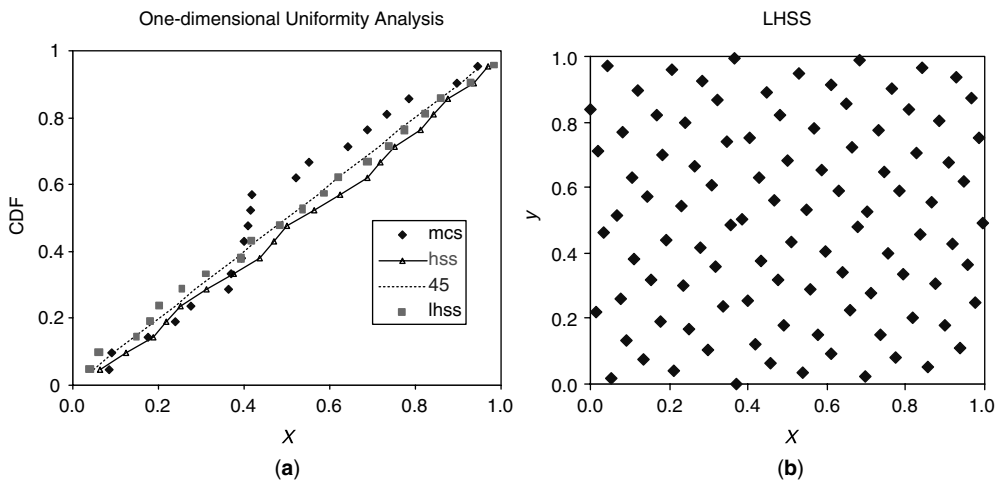 One-dimensional Uniformity Analysis
1
0.8
0.6
0.4
0.2
0
CDF
0.0 0.2 0.4 0.6 0.8 1.0
X
mcs
hss
45
lhss
(a)
LHSS
1.0
0.8
0.6
0.4
0.2
0.0
y
0.0 0.2 0.4 0.6 0.8 1.0
X
(b)